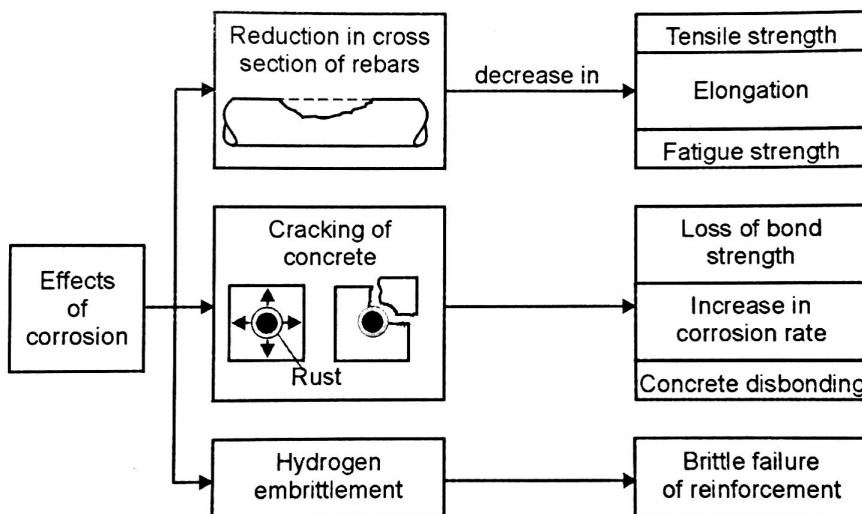 Effects
of
corrosion
Reduction in cross
section of rebars
decrease in
Tensile strength
Elongation
Fatigue strength
Cracking of
concrete
Rust
Loss of bond
strength
Increase in
corrosion rate
Concrete disbonding
Hydrogen
embrittlement
Brittle failure
of reinforcement